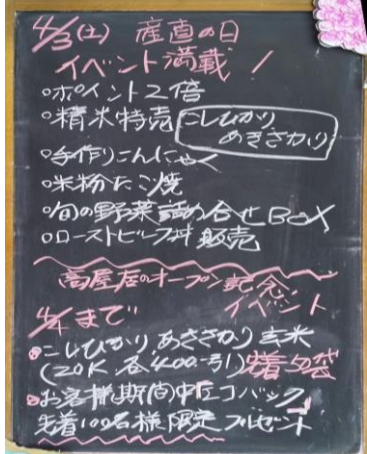 4/3(土) 産直の日
イベント満載!
○ポイント2倍
○精米特売 こしひかり
あきさかり
○手作りこんにゃく
○米粉たこ焼
○旬の野菜詰め合せBOX
○ローストビーフ丼 販売
高屋店のオープン記念
イベント
4/4まで
○こしひかり あきさかり 玄米
(20K 各400-引) 先着50袋
○お客様期間中エコバック
先着100名様限定 プレゼント